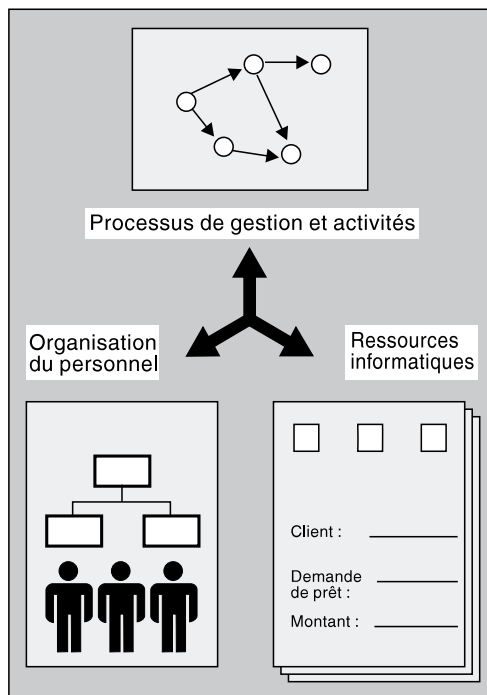 Processus de gestion et activités
Organisation
du personnel
Ressources
informatiques
Client :
Demande
de prêt :
Montant :